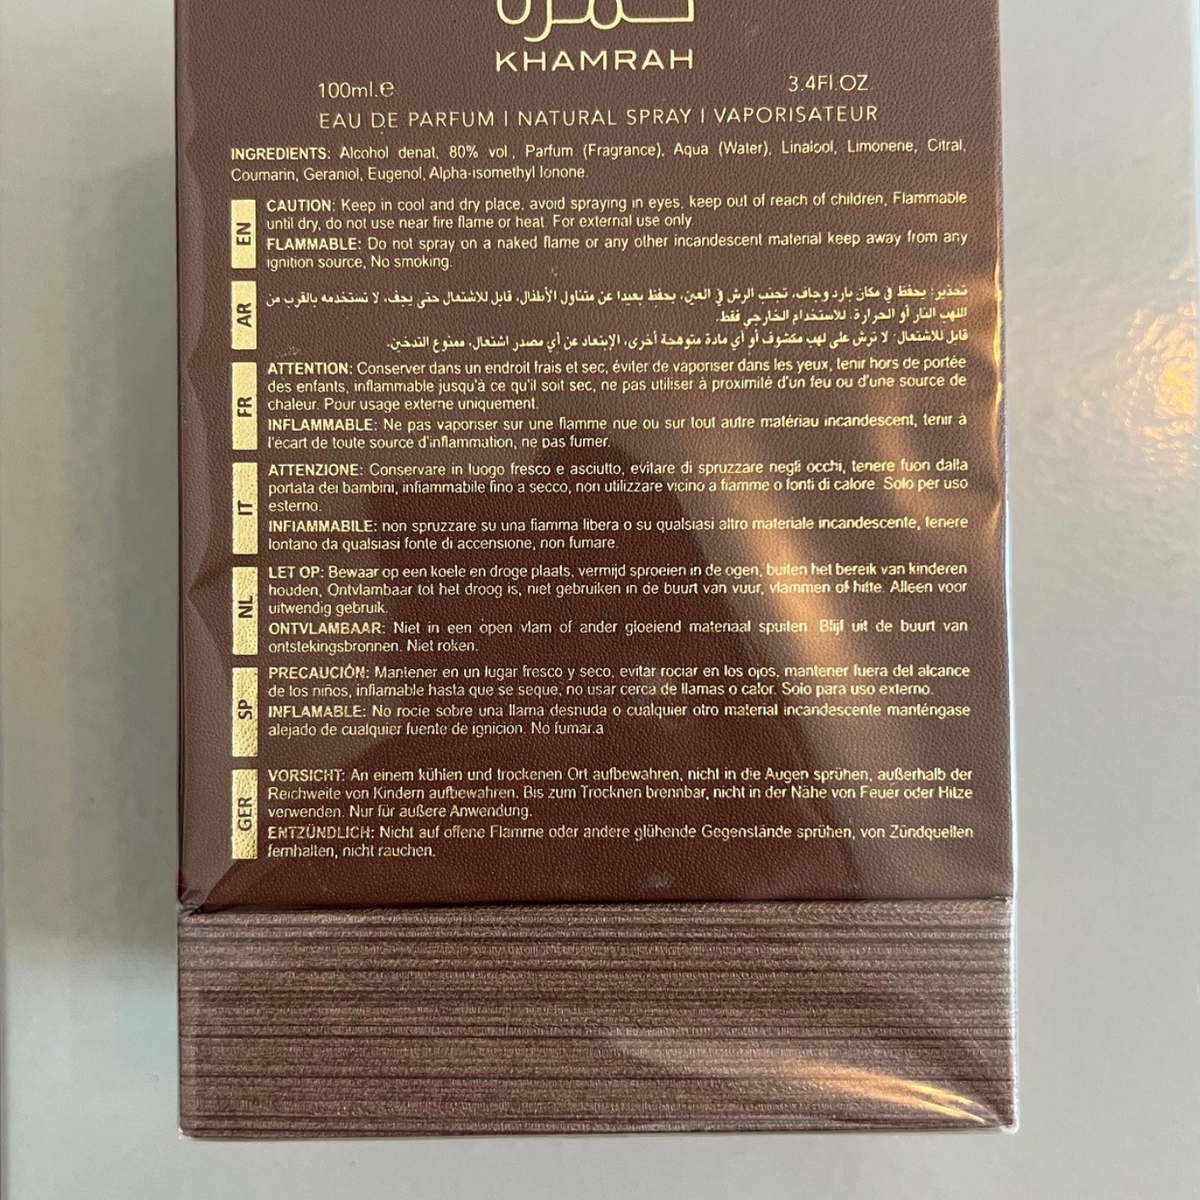 خمرة
KHAMRAH
100ml.e
3.4Fl.OZ
EAU DE PARFUM | NATURAL SPRAY | VAPORISATEUR
INGREDIENTS: Alcohol denat, 80% vol., Parfum (Fragrance), Aqua (Water), Linalool, Limonene, Citral,
Coumarin, Geraniol, Eugenol, Alpha-isomethyl Ionone.
EN
CAUTION: Keep in cool and dry place, avoid spraying in eyes, keep out of reach of children, Flammable
until dry, do not use near fire flame or heat. For external use only.
FLAMMABLE: Do not spray on a naked flame or any other incandescent material keep away from any
ignition source, No smoking.
AR
تحذير: يحفظ في مكان بارد وجاف، تجنب الرش في العين، يحفظ بعيدا عن متناول الأطفال، قابل للاشتعال حتى يجف، لا تستخدمه بالقرب من
اللهب النار أو الحرارة. للاستخدام الخارجي فقط.
قابل للاشتعال: لا ترش على لهب مكشوف أو أي مادة متوهجة أخرى، الإبتعاد عن أي مصدر اشتعال، ممنوع التدخين.
FR
ATTENTION: Conserver dans un endroit frais et sec, éviter de vaporiser dans les yeux, tenir hors de portée
des enfants, inflammable jusqu'à ce qu'il soit sec, ne pas utiliser à proximité d'un feu ou d'une source de
chaleur. Pour usage externe uniquement.
INFLAMMABLE: Ne pas vaporiser sur une flamme nue ou sur tout autre matériau incandescent, tenir à
l'écart de toute source d'inflammation, ne pas fumer.
IT
ATTENZIONE: Conservare in luogo fresco e asciutto, evitare di spruzzare negli occhi, tenere fuori dalla
portata dei bambini, infiammabile fino a secco, non utilizzare vicino a fiamme o fonti di calore. Solo per uso
esterno.
INFIAMMABILE: non spruzzare su una fiamma libera o su qualsiasi altro materiale incandescente, tenere
lontano da qualsiasi fonte di accensione, non fumare.
NL
LET OP: Bewaar op een koele en droge plaats, vermijd sproeien in de ogen, buiten het bereik van kinderen
houden, Ontvlambaar tot het droog is, niet gebruiken in de buurt van vuur, vlammen of hitte. Alleen voor
uitwendig gebruik.
ONTVLAMBAAR: Niet in een open vlam of ander gloeiend materiaal spuiten. Blijf uit de buurt van
ontstekingsbronnen. Niet roken.
SP
PRECAUCIÓN: Mantener en un lugar fresco y seco, evitar rociar en los ojos, mantener fuera del alcance
de los niños, inflamable hasta que se seque, no usar cerca de llamas o calor. Solo para uso externo.
INFLAMABLE: No rocíe sobre una llama desnuda o cualquier otro material incandescente manténgase
alejado de cualquier fuente de ignición. No fumar.a
GER
VORSICHT: An einem kühlen und trockenen Ort aufbewahren, nicht in die Augen sprühen, außerhalb der
Reichweite von Kindern aufbewahren. Bis zum Trocknen brennbar, nicht in der Nähe von Feuer oder Hitze
verwenden. Nur für äußere Anwendung.
ENTZÜNDLICH: Nicht auf offene Flamme oder andere glühende Gegenstände sprühen, von Zündquellen
fernhalten, nicht rauchen.